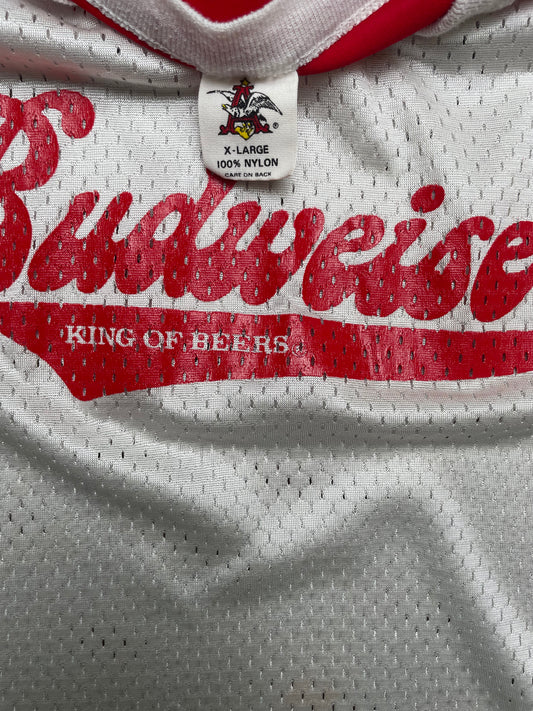 X-LARGE
100% NYLON
CARE ON BACK
Budweise
KING OF BEERS